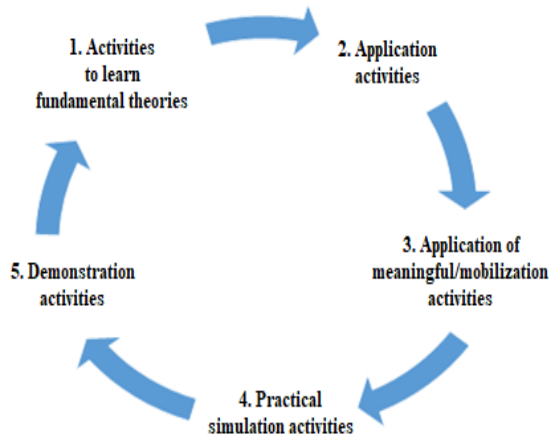 1. Activities
to learn
fundamental theories
2. Application
activities
3. Application of
meaningful/mobilization
activities
4. Practical
simulation activities
5. Demonstration
activities